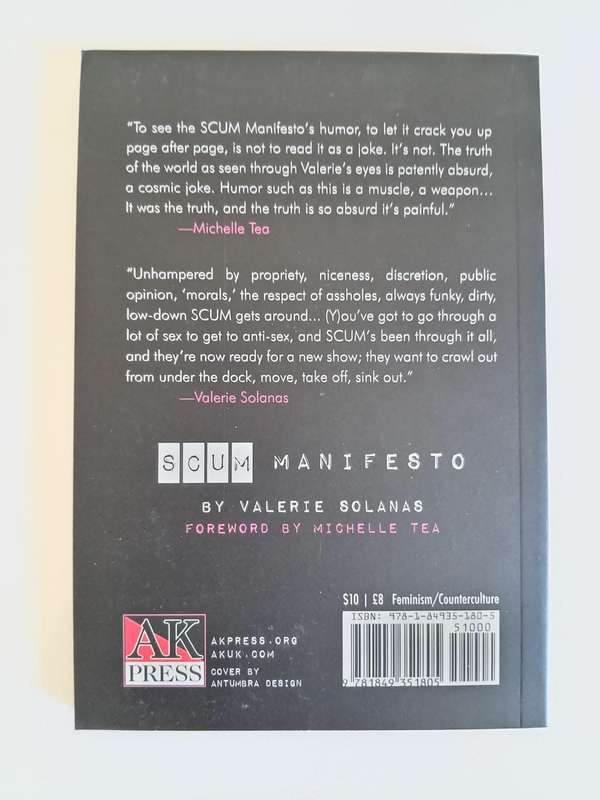 “To see the SCUM Manifesto’s humor, to let it crack you up
page after page, is not to read it as a joke. It’s not. The truth
of the world as seen through Valerie’s eyes is patently absurd,
a cosmic joke. Humor such as this is a muscle, a weapon...
It was the truth, and the truth is so absurd it’s painful.”
—Michelle Tea
“Unhampered by propriety, niceness, discretion, public
opinion, ‘morals,’ the respect of assholes, always funky, dirty,
low-down SCUM gets around... (Y)ou’ve got to go through a
lot of sex to get to anti-sex, and SCUM’s been through it all,
and they’re now ready for a new show; they want to crawl out
from under the dock, move, take off, sink out.”
—Valerie Solanas
SCUM MANIFESTO
BY VALERIE SOLANAS
FOREWORD BY MICHELLE TEA
$10 | £8 Feminism/Counterculture
ISBN: 978-1-84935-180-5
51000
9 781849 351805
AK
PRESS
AKPRESS.ORG
AKUK.COM
COVER BY
ANTUMBRA DESIGN